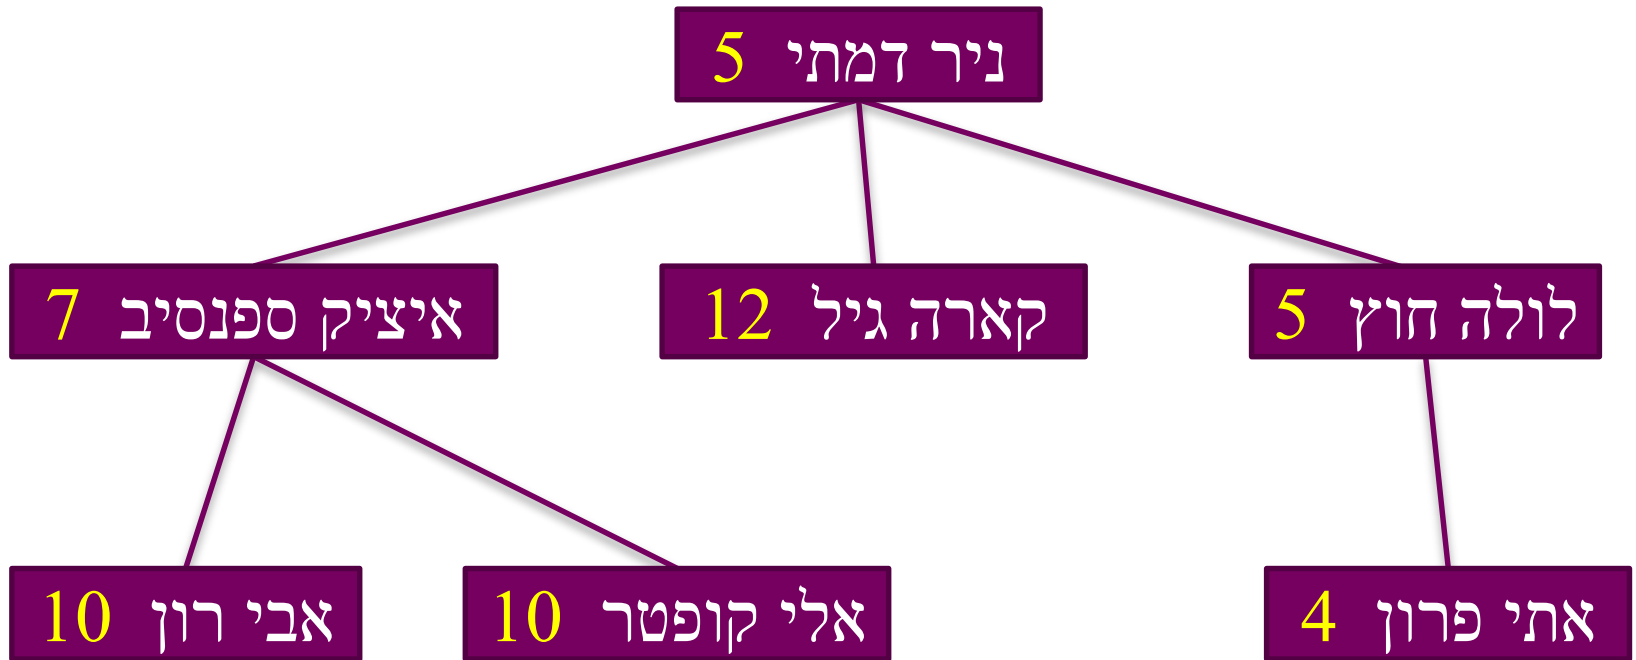 ניר דמתי 5
לולה חוץ 5
קארה גיל 12
איציק ספנסיב 7
אתי פרון 4
אלי קופטר 10
אבי רון 10